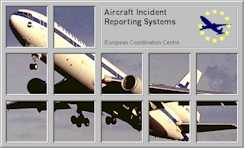 Aircraft Incident
Reporting Systems
European Coordination Centre